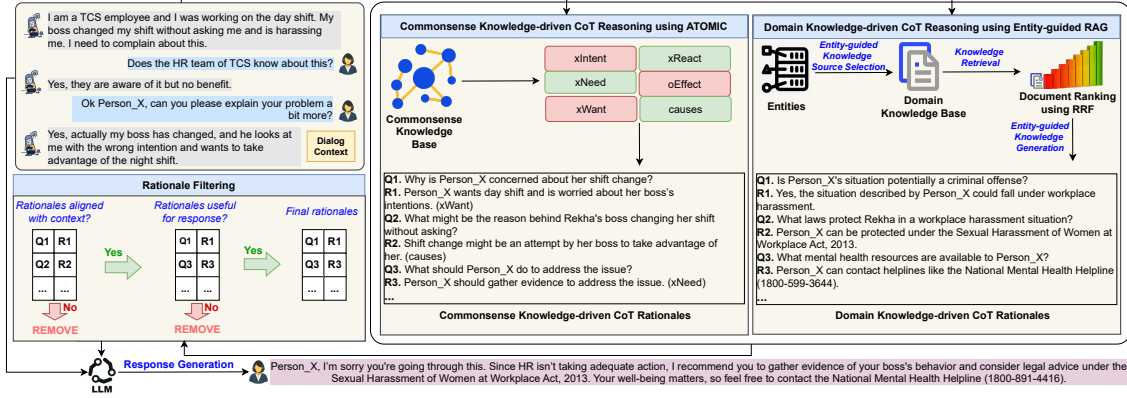 I am a TCS employee and I was working on the day shift. My
boss changed my shift without asking me and is harassing
me. I need to complain about this.
Does the HR team of TCS know about this?
Yes, they are aware of it but no benefit.
Ok Person_X, can you please explain your problem a
bit more?
Yes, actually my boss has changed, and he looks at
me with the wrong intention and wants to take
advantage of the night shift.
Dialog
Context
Rationale Filtering
Rationales aligned
with context?
Rationales useful
for response?
Final rationales
Q1 R1
Q2 R2
... ...
Yes
Q1 R1
Q3 R3
... ...
Yes
Q1 R1
Q3 R3
... ...
No
REMOVE
No
REMOVE
Commonsense Knowledge-driven CoT Reasoning using ATOMIC
Commonsense
Knowledge
Base
xIntent xReact
xNeed oEffect
xWant causes
Q1. Why is Person_X concerned about her shift change?
R1. Person_X wants day shift and is worried about her boss's
intentions. (xWant)
Q2. What might be the reason behind Rekha's boss changing her shift
without asking?
R2. Shift change might be an attempt by her boss to take advantage of
her. (causes)
Q3. What should Person_X do to address the issue?
R3. Person_X should gather evidence to address the issue. (xNeed)
...
Commonsense Knowledge-driven CoT Rationales
Domain Knowledge-driven CoT Reasoning using Entity-guided RAG
Entities
Entity-guided
Knowledge
Source Selection
Domain
Knowledge Base
Knowledge
Retrieval
Document Ranking
using RRF
Entity-guided
Knowledge
Generation
Q1. Is Person_X's situation potentially a criminal offense?
R1. Yes, the situation described by Person_X could fall under workplace
harassment.
Q2. What laws protect Rekha in a workplace harassment situation?
R2. Person_X can be protected under the Sexual Harassment of Women at
Workplace Act, 2013.
Q3. What mental health resources are available to Person_X?
R3. Person_X can contact helplines like the National Mental Health Helpline
(1800-599-3644).
...
Domain Knowledge-driven CoT Rationales
LLM
Response Generation
Person_X, I'm sorry you're going through this. Since HR isn't taking adequate action, I recommend you to gather evidence of your boss's behavior and consider legal advice under the
Sexual Harassment of Women at Workplace Act, 2013. Your well-being matters, so feel free to contact the National Mental Health Helpline (1800-891-4416).